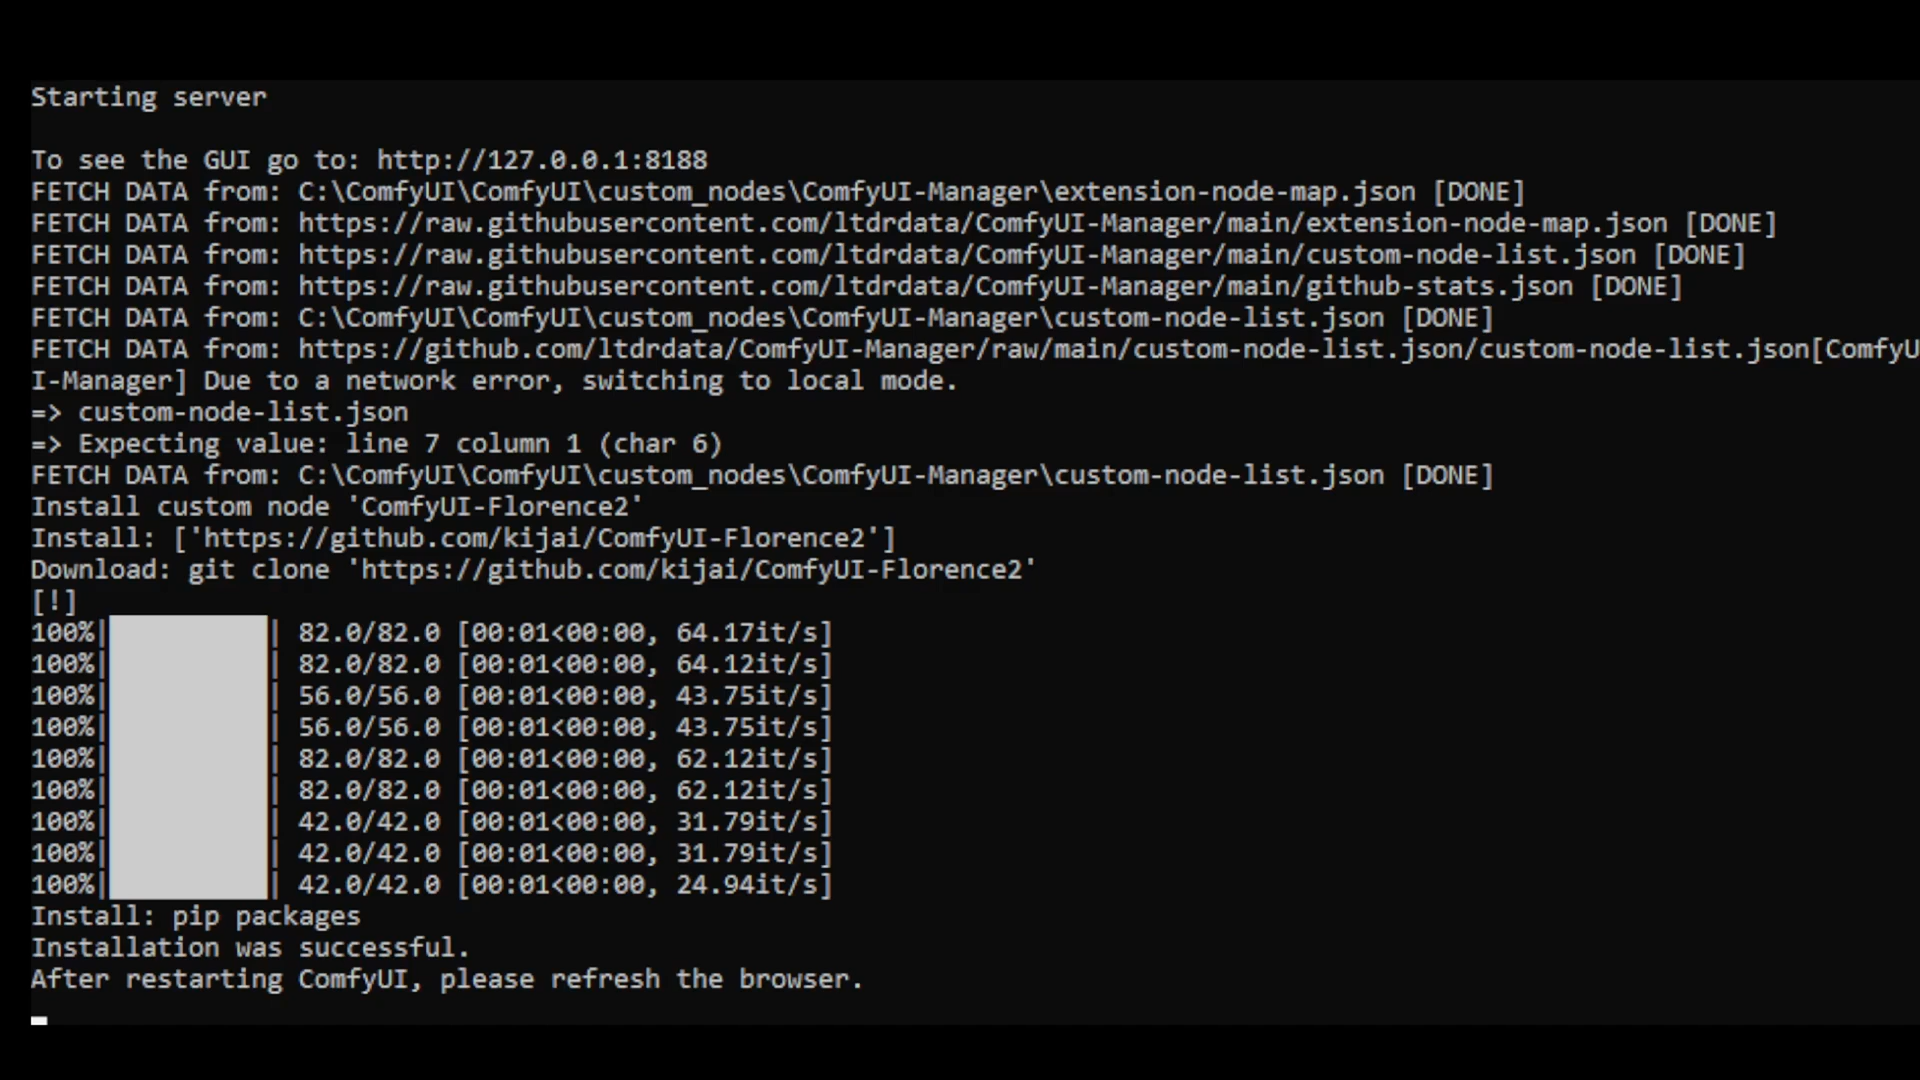 Starting server
To see the GUI go to: http://127.0.0.1:8188
FETCH DATA from: C:\ComfyUI\ComfyUI\custom_nodes\ComfyUI-Manager\extension-node-map.json [DONE]
FETCH DATA from: https://raw.githubusercontent.com/ltdrdata/ComfyUI-Manager/main/extension-node-map.json [DONE]
FETCH DATA from: https://raw.githubusercontent.com/ltdrdata/ComfyUI-Manager/main/custom-node-list.json [DONE]
FETCH DATA from: https://raw.githubusercontent.com/ltdrdata/ComfyUI-Manager/main/github-stats.json [DONE]
FETCH DATA from: C:\ComfyUI\ComfyUI\custom_nodes\ComfyUI-Manager\custom-node-list.json [DONE]
FETCH DATA from: https://github.com/ltdrdata/ComfyUI-Manager/raw/main/custom-node-list.json/custom-node-list.json[ComfyU
I-Manager] Due to a network error, switching to local mode.
=> custom-node-list.json
=> Expecting value: line 7 column 1 (char 6)
FETCH DATA from: C:\ComfyUI\ComfyUI\custom_nodes\ComfyUI-Manager\custom-node-list.json [DONE]
Install custom node 'ComfyUI-Florence2'
Install: ['https://github.com/kijai/ComfyUI-Florence2']
Download: git clone 'https://github.com/kijai/ComfyUI-Florence2'
[!]
100%|██████████| 82.0/82.0 [00:01<00:00, 64.17it/s]
100%|██████████| 82.0/82.0 [00:01<00:00, 64.12it/s]
100%|██████████| 56.0/56.0 [00:01<00:00, 43.75it/s]
100%|██████████| 56.0/56.0 [00:01<00:00, 43.75it/s]
100%|██████████| 82.0/82.0 [00:01<00:00, 62.12it/s]
100%|██████████| 82.0/82.0 [00:01<00:00, 62.12it/s]
100%|██████████| 42.0/42.0 [00:01<00:00, 31.79it/s]
100%|██████████| 42.0/42.0 [00:01<00:00, 31.79it/s]
100%|██████████| 42.0/42.0 [00:01<00:00, 24.94it/s]
Install: pip packages
Installation was successful.
After restarting ComfyUI, please refresh the browser.